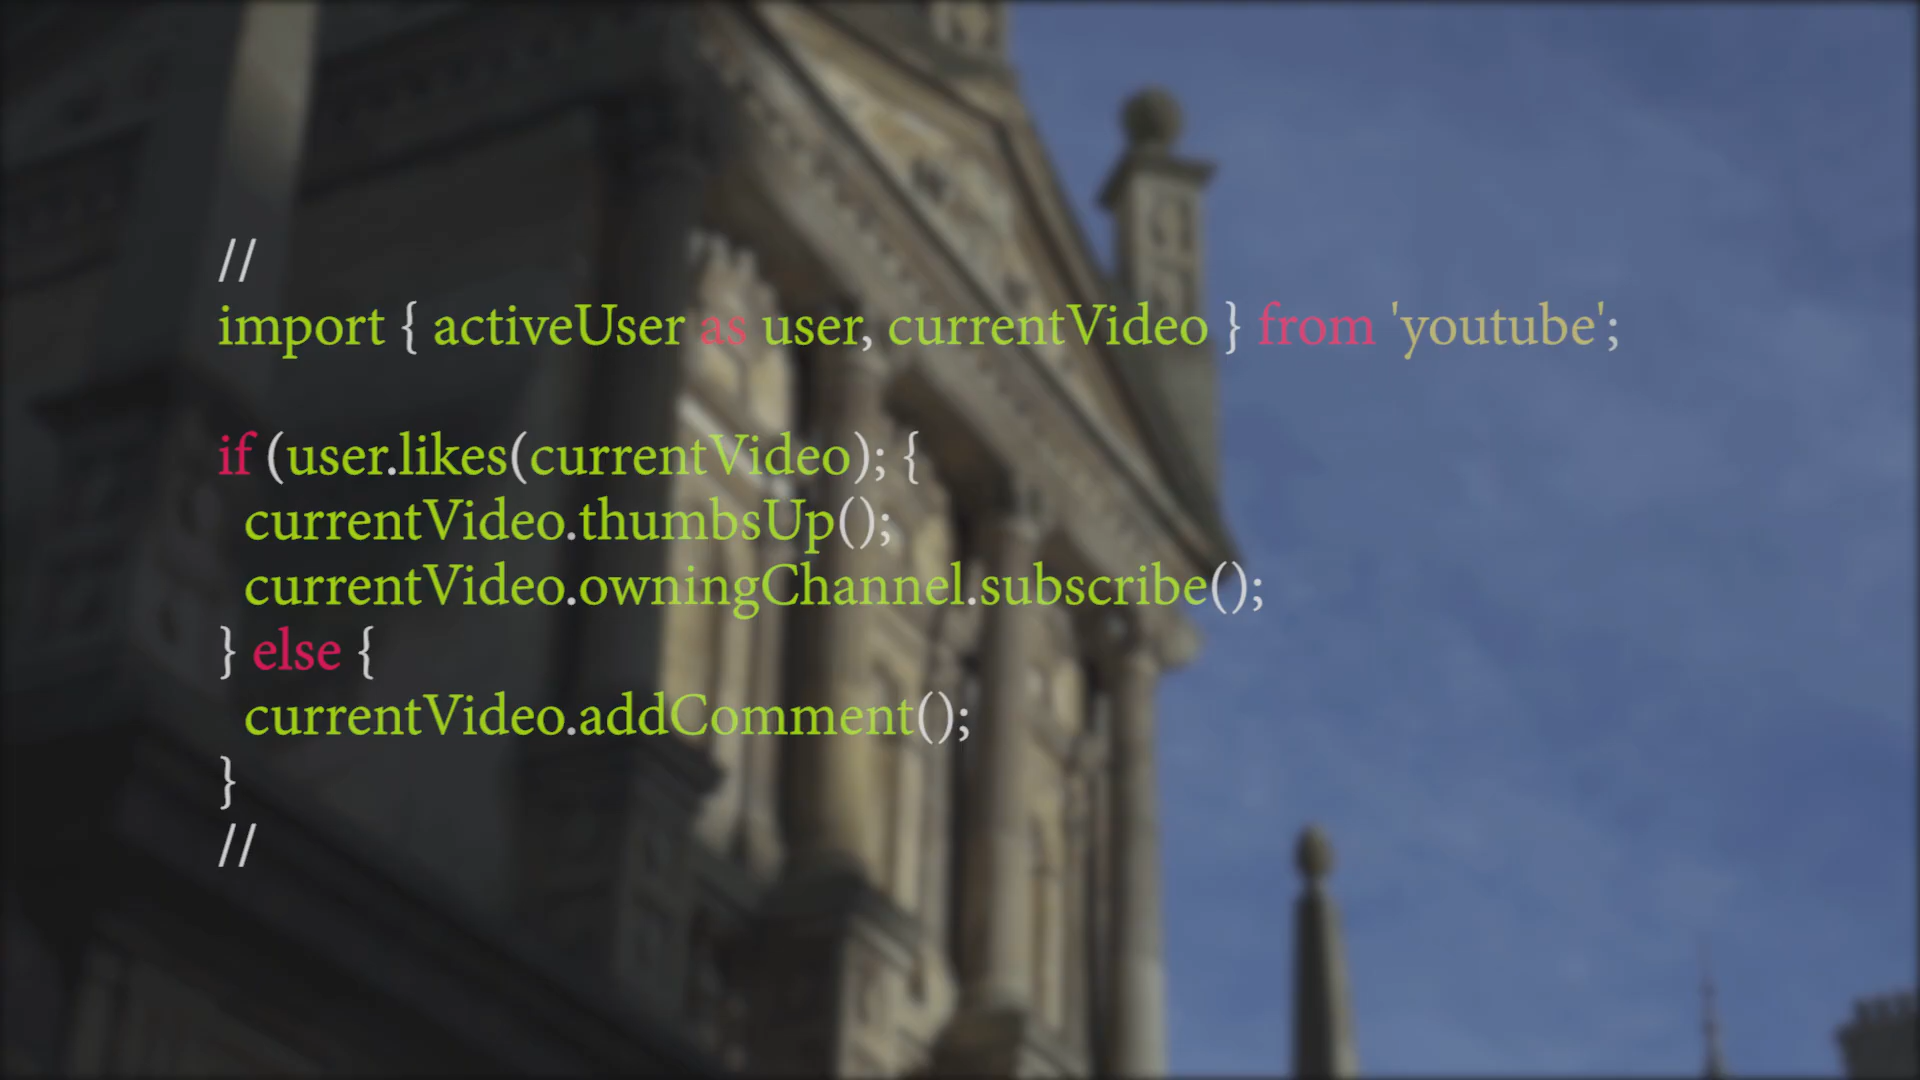 //
import { activeUser as user, currentVideo } from 'youtube';
if (user.likes(currentVideo); {
currentVideo.thumbsUp();
currentVideo.owningChannel.subscribe();
} else {
currentVideo.addComment();
}
//